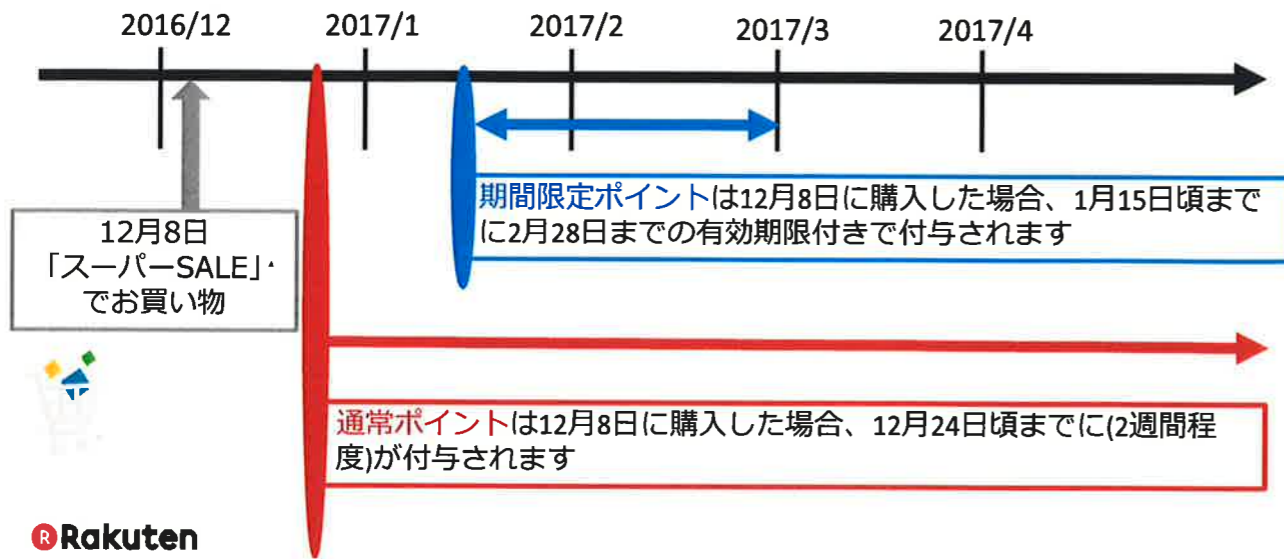 2016/12 2017/1 2017/2 2017/3 2017/4
期間限定ポイントは12月8日に購入した場合、1月15日頃まで
に2月28日までの有効期限付きで付与されます
12月8日
「スーパーSALE」
でお買い物
通常ポイントは12月8日に購入した場合、12月24日頃までに(2週間程
度)が付与されます
R Rakuten